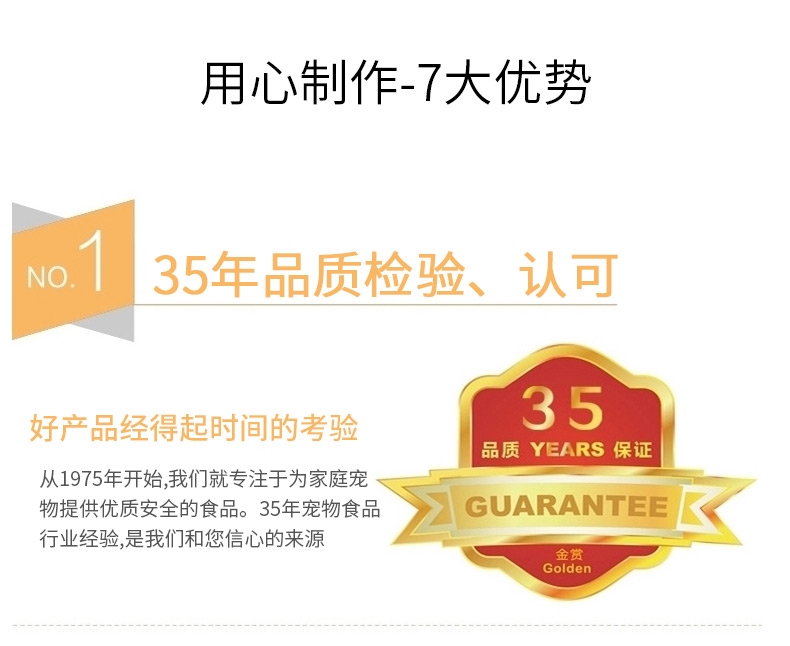 用心制作-7大优势
NO.1
35年品质检验、认可
好产品经得起时间的考验
从1975年开始,我们就专注于为家庭宠
物提供优质安全的食品。35年宠物食品
行业经验,是我们和您信心的来源
35
品质 YEARS 保证
GUARANTEE
金赏
Golden